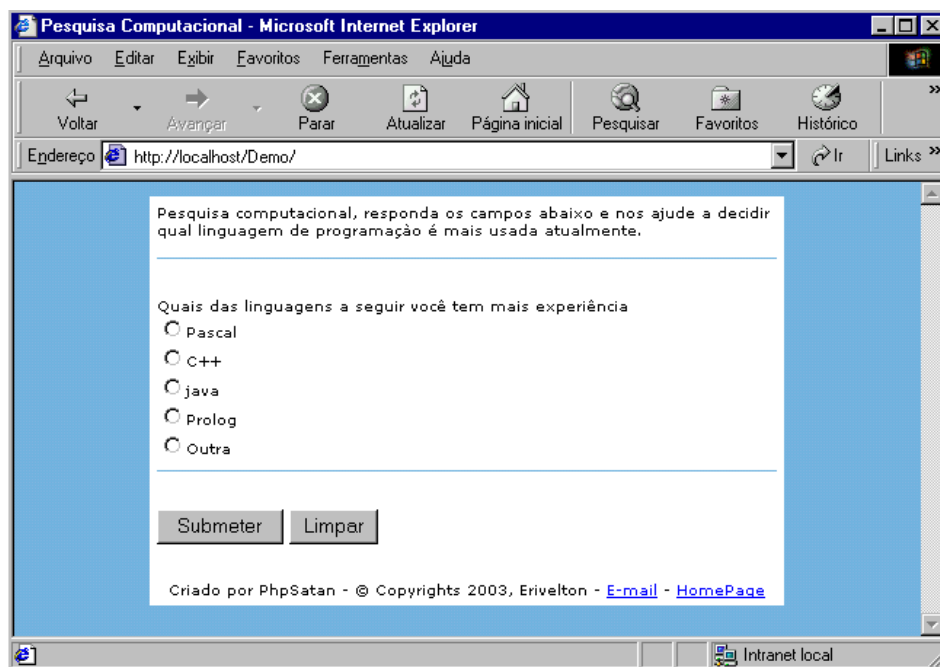 Pesquisa Computacional - Microsoft Internet Explorer
Arquivo Editar Exibir Favoritos Ferramentas Ajuda
Voltar Avançar Parar Atualizar Página inicial Pesquisar Favoritos Histórico »
Endereço http://localhost/Demo/ Ir Links »
Pesquisa computacional, responda os campos abaixo e nos ajude a decidir
qual linguagem de programaçào é mais usada atualmente.
Quais das linguagens a seguir você tem mais experiência
Pascal
C++
java
Prolog
Outra
Submeter Limpar
Criado por PhpSatan - © Copyrights 2003, Erivelton - E-mail - HomePage
Intranet local